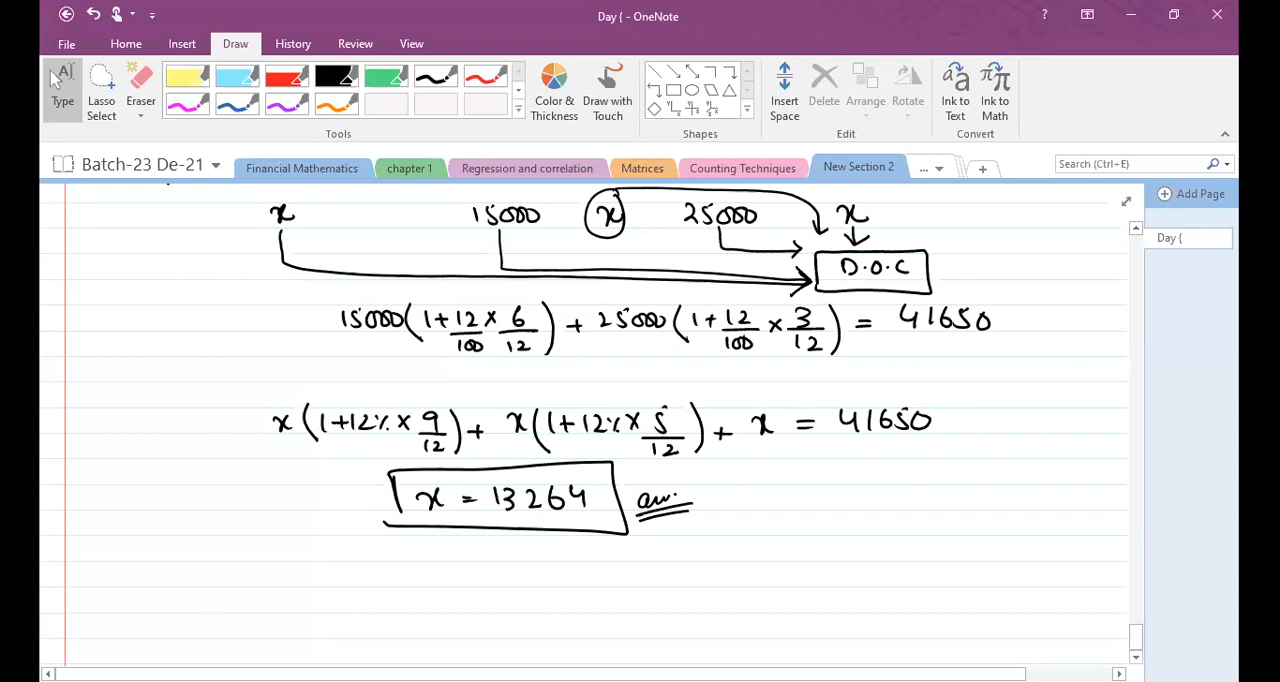 Day { - OneNote
?
File Home Insert Draw History Review View
Type
Lasso Select
Eraser
Color & Thickness
Draw with Touch
Insert Space
Delete
Arrange
Rotate
Ink to Text
Ink to Math
Tools Shapes Edit Convert
Batch-23 De-21 Financial Mathematics chapter 1 Regression and correlation Matrices Counting Techniques New Section 2 ... Search (Ctrl+E)
Add Page
Day {
x 15000 x 25000 x
D.O.C
15000(1+12/100 × 6/12) + 25000(1+12/100 × 3/12) = 41650
x(1+12% × 9/12) + x(1+12% × 5/12) + x = 41650
x = 13264 ans.